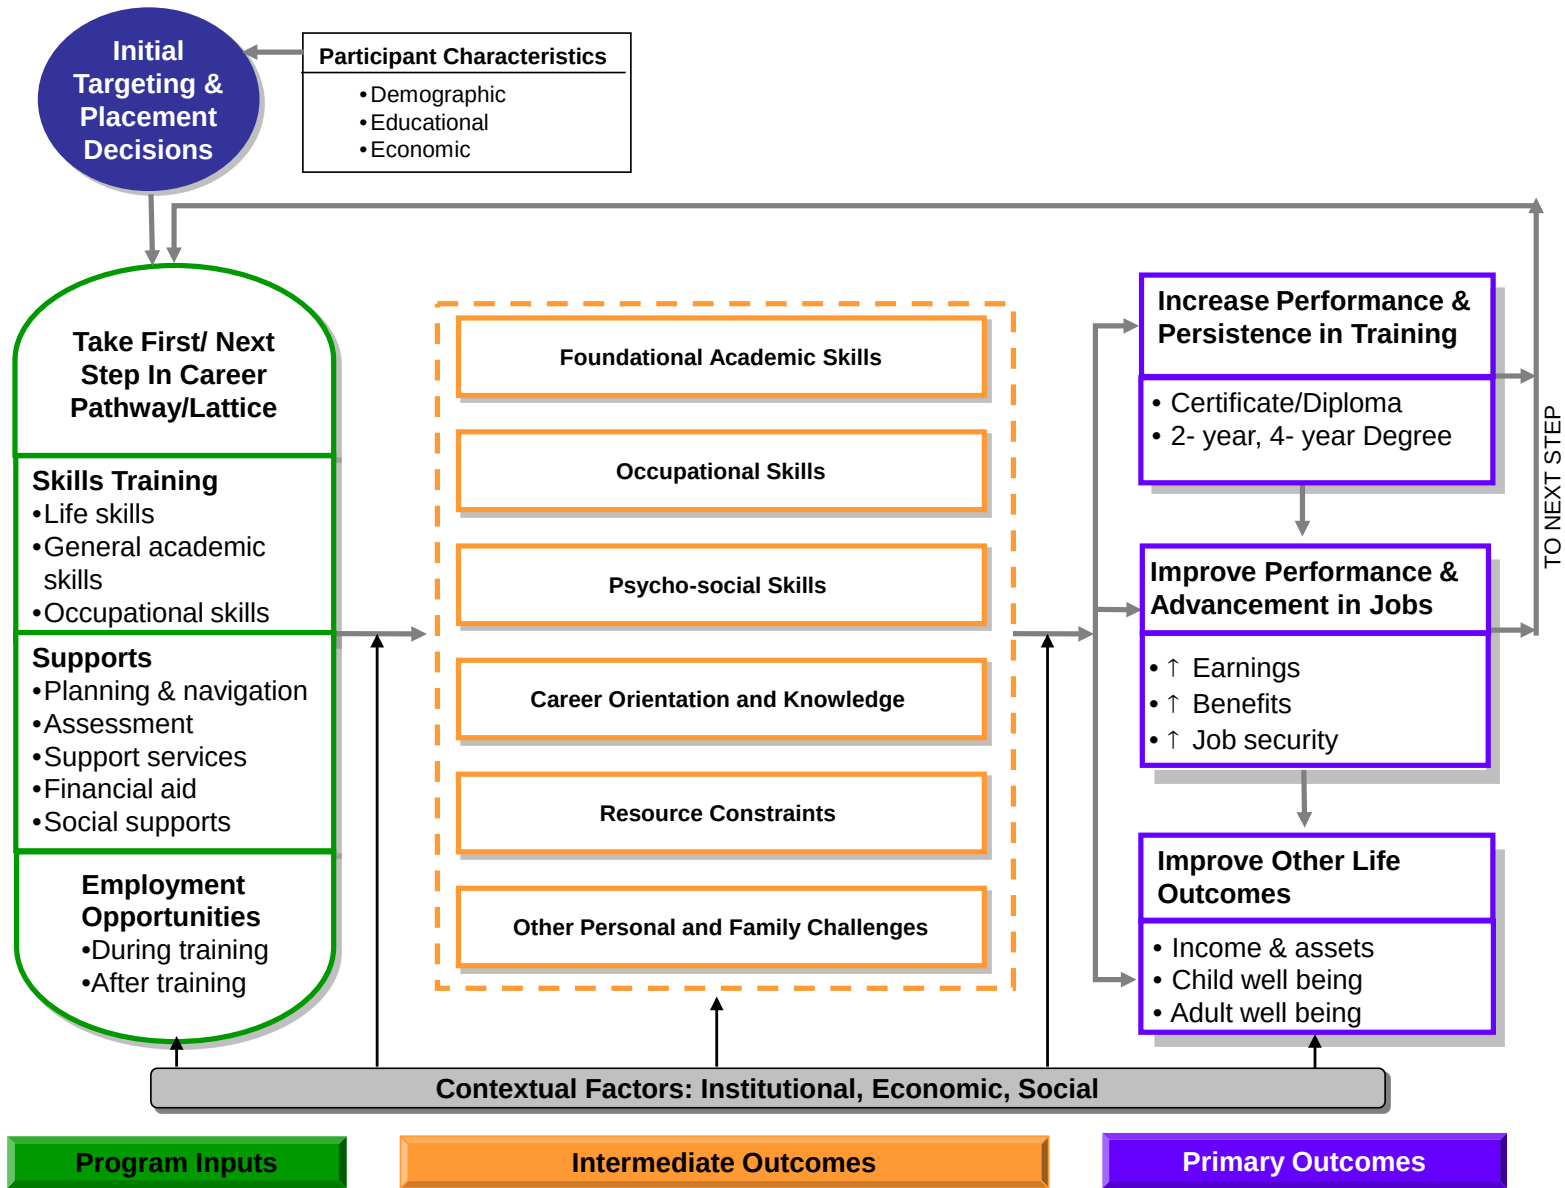 Initial
Targeting &
Placement
Decisions
Participant Characteristics
•Demographic
•Educational
•Economic
Take First/ Next
Step In Career
Pathway/Lattice
Skills Training
•Life skills
•General academic
skills
•Occupational skills
Supports
•Planning & navigation
•Assessment
•Support services
•Financial aid
•Social supports
Employment
Opportunities
•During training
•After training
Foundational Academic Skills
Occupational Skills
Psycho-social Skills
Career Orientation and Knowledge
Resource Constraints
Other Personal and Family Challenges
Increase Performance &
Persistence in Training
• Certificate/Diploma
• 2- year, 4- year Degree
Improve Performance &
Advancement in Jobs
• ↑ Earnings
• ↑ Benefits
• ↑ Job security
Improve Other Life
Outcomes
• Income & assets
• Child well being
• Adult well being
TO NEXT STEP
Contextual Factors: Institutional, Economic, Social
Program Inputs
Intermediate Outcomes
Primary Outcomes